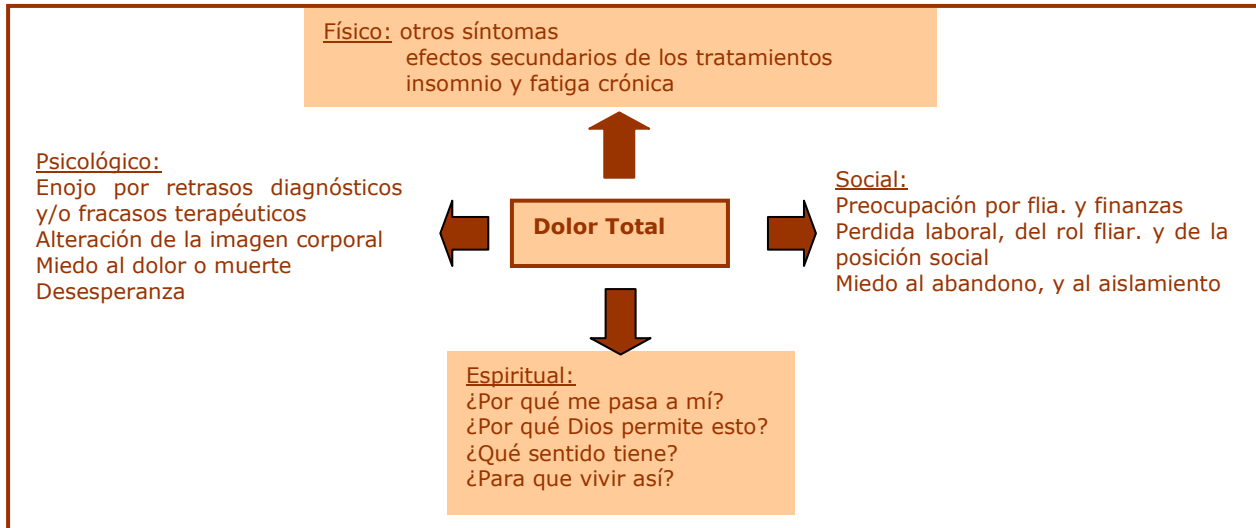 Físico: otros síntomas
efectos secundarios de los tratamientos
insomnio y fatiga crónica
Psicológico:
Enojo por retrasos diagnósticos
y/o fracasos terapéuticos
Alteración de la imagen corporal
Miedo al dolor o muerte
Desesperanza
Dolor Total
Social:
Preocupación por flia. y finanzas
Perdida laboral, del rol fliar. y de la
posición social
Miedo al abandono, y al aislamiento
Espiritual:
¿Por qué me pasa a mí?
¿Por qué Dios permite esto?
¿Qué sentido tiene?
¿Para que vivir así?